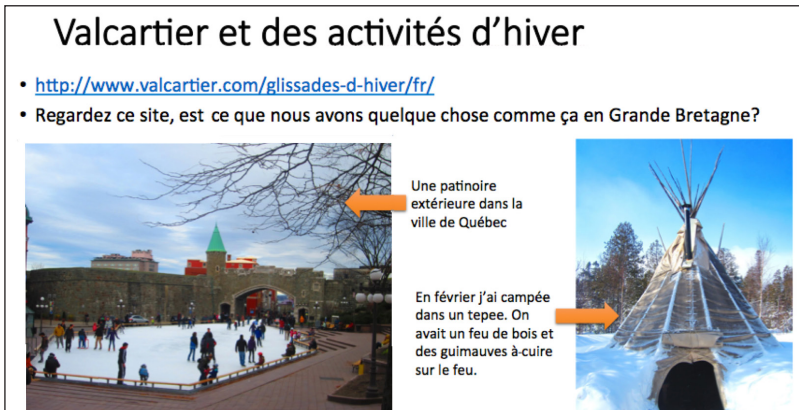 Valcartier et des activités d'hiver
• http://www.valcartier.com/glissades-d-hiver/fr/
• Regardez ce site, est ce que nous avons quelque chose comme ça en Grande Bretagne?
Une patinoire
extérieure dans la
ville de Québec
En février j'ai campée
dans un tepee. On
avait un feu de bois et
des guimauves à-cuire
sur le feu.